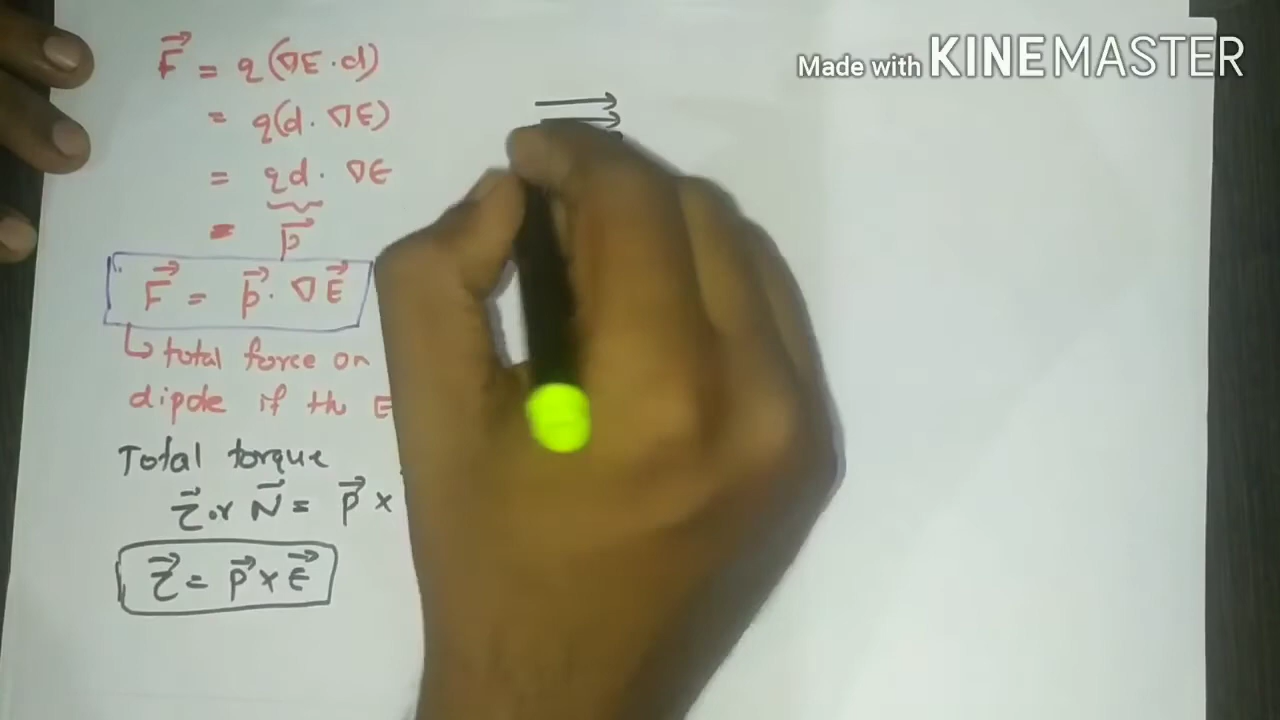 F⃗ = q(∇E·d)
= q(d·∇E)
= qd·∇E
= p⃗
F⃗ = p⃗·∇E⃗
↳ total force on
dipole if the E
Total torque
τ⃗ or N⃗ = p⃗ ×
τ⃗ = p⃗ × E⃗
Made with KINEMASTER